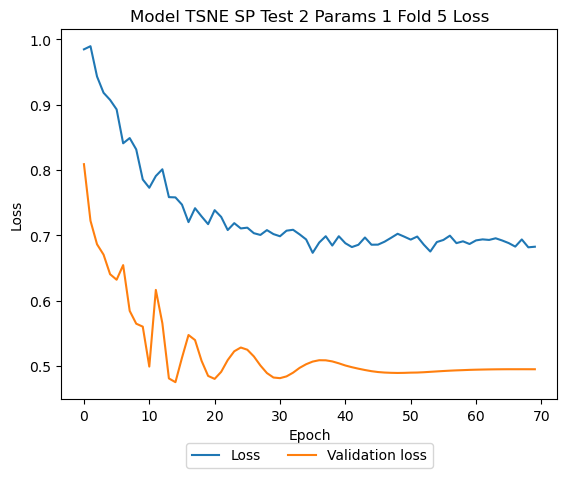 Model TSNE SP Test 2 Params 1 Fold 5 Loss
1.0
0.9
0.8
0.7
0.6
0.5
Loss
0 10 20 30 40 50 60 70
Epoch
Loss Validation loss